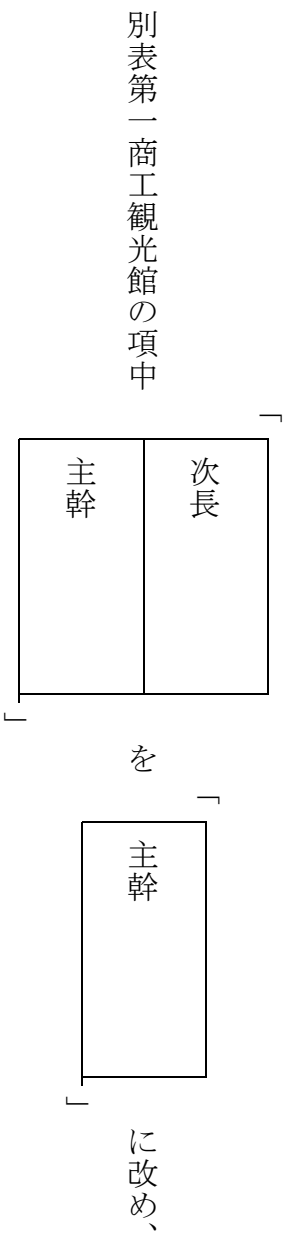 別表第一商工観光館の項中
「
次長
主幹
」
を
「
主幹
」
に改め、